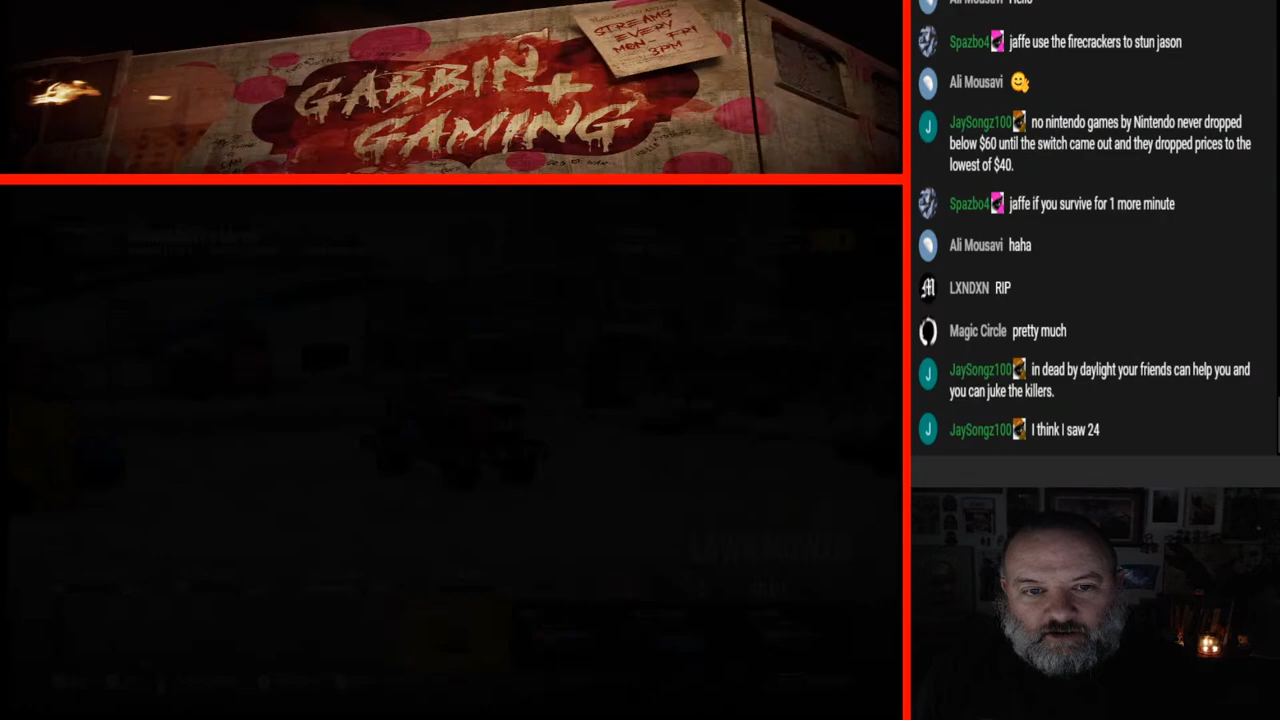 GABBIN +
GAMING
STREAMS
EVERY
MON - FRI
3PM
Ali Mousavi Hello
Spazbo4 jaffe use the firecrackers to stun jason
Ali Mousavi 🤗
JaySongz100 no nintendo games by Nintendo never dropped
below $60 until the switch came out and they dropped prices to the
lowest of $40.
Spazbo4 jaffe if you survive for 1 more minute
Ali Mousavi haha
LXNDXN RIP
Magic Circle pretty much
JaySongz100 in dead by daylight your friends can help you and
you can juke the killers.
JaySongz100 I think I saw 24